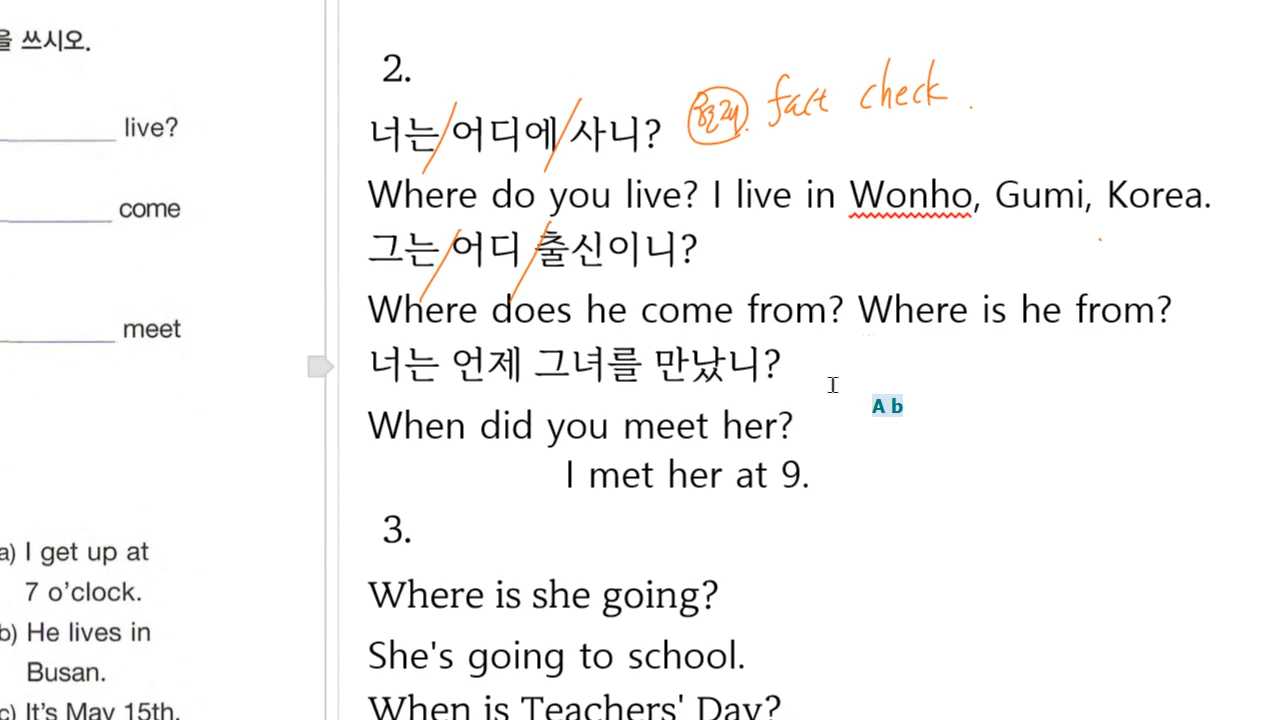 을 쓰시오.
live?
come
meet
a) I get up at
7 o'clock.
b) He lives in
Busan.
c) It's May 15th.
2.
너는 어디에 사니? 현재 fact check.
Where do you live? I live in Wonho, Gumi, Korea.
그는 어디 출신이니?
Where does he come from? Where is he from?
너는 언제 그녀를 만났니?
A b
When did you meet her?
I met her at 9.
3.
Where is she going?
She's going to school.
When is Teachers' Day?